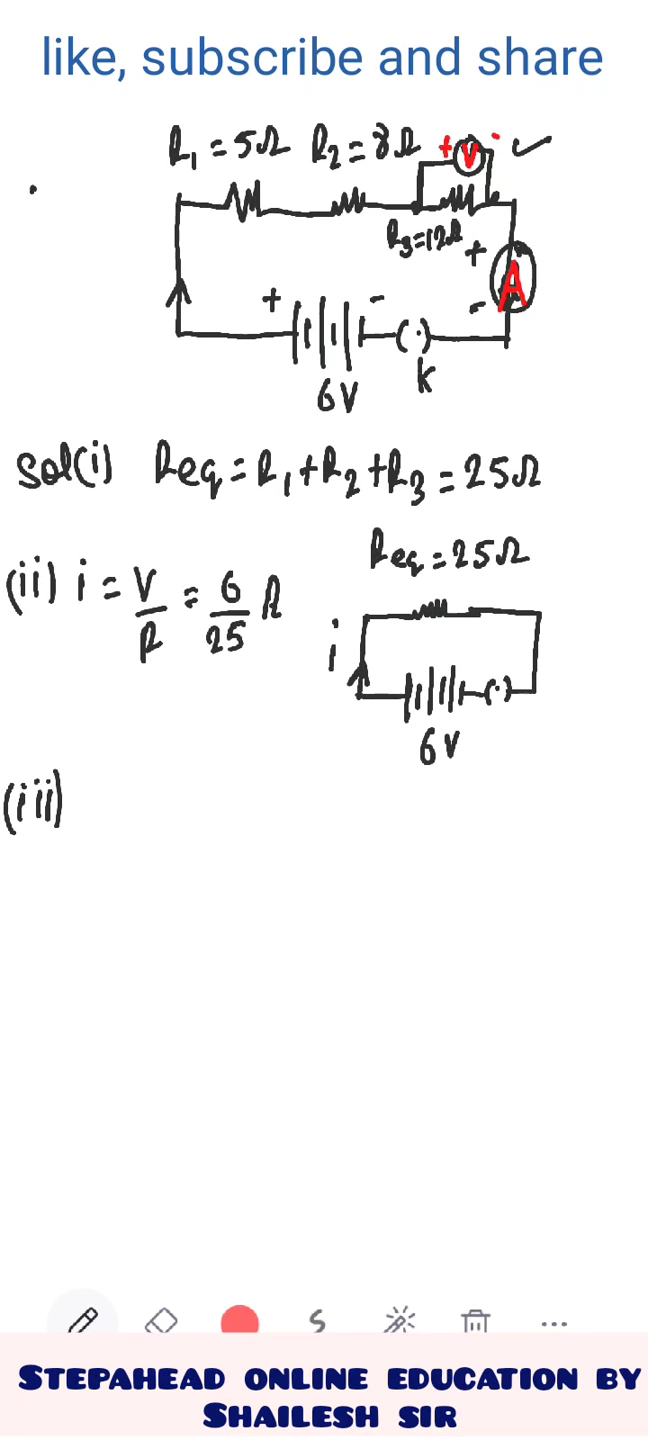 like, subscribe and share
R₁ = 5Ω R₂ = 8Ω + V -
R₃=12Ω
+
A
-
+ -
6V K
Sol(i) Req = R₁+R₂+R₃ = 25Ω
Req = 25Ω
(ii) i = V/R = 6/25 A
i
6V
(iii)
S
STEPAHEAD ONLINE EDUCATION BY
SHAILESH SIR